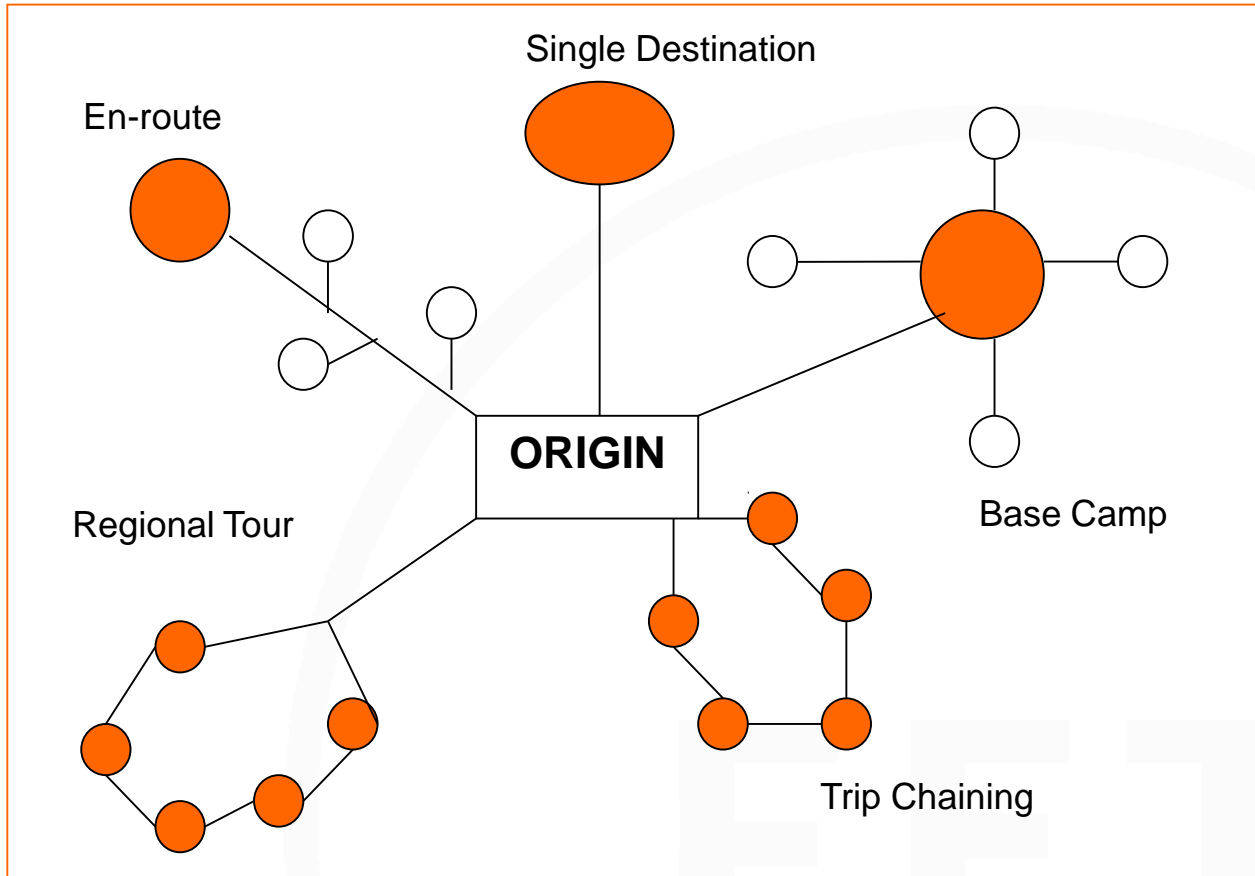 Single Destination
En-route
ORIGIN
Regional Tour
Base Camp
Trip Chaining